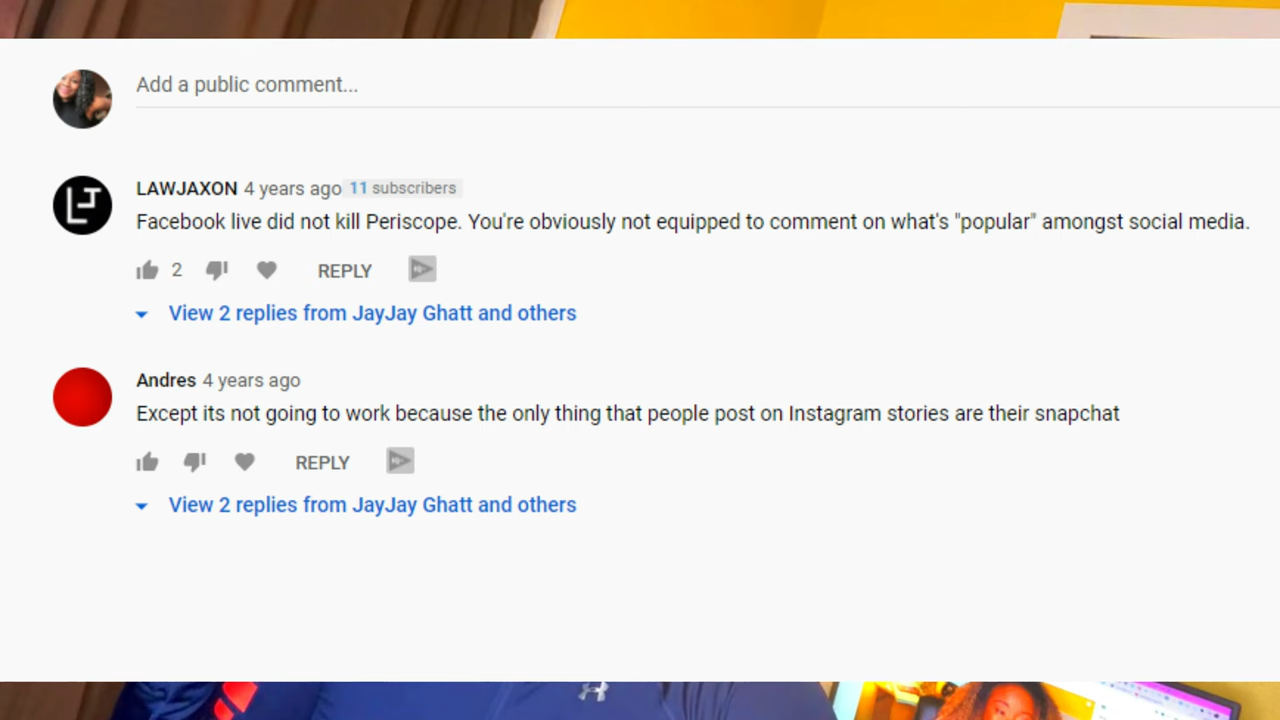 Add a public comment...
LAWJAXON 4 years ago 11 subscribers
Facebook live did not kill Periscope. You're obviously not equipped to comment on what's "popular" amongst social media.
2 REPLY
View 2 replies from JayJay Ghatt and others
Andres 4 years ago
Except its not going to work because the only thing that people post on Instagram stories are their snapchat
REPLY
View 2 replies from JayJay Ghatt and others